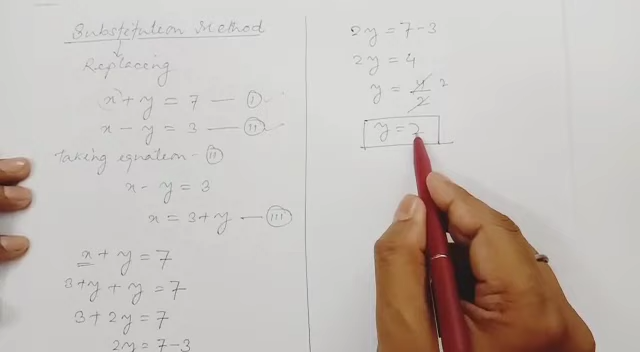 Substitution Method
↓
Replacing
x + y = 7 — I
x - y = 3 — II
Taking equation - II
x - y = 3
x = 3 + y — III
x + y = 7
3 + y + y = 7
3 + 2y = 7
2y = 7 - 3
2y = 7 - 3
2y = 4
y = 4/2 2
y = 2